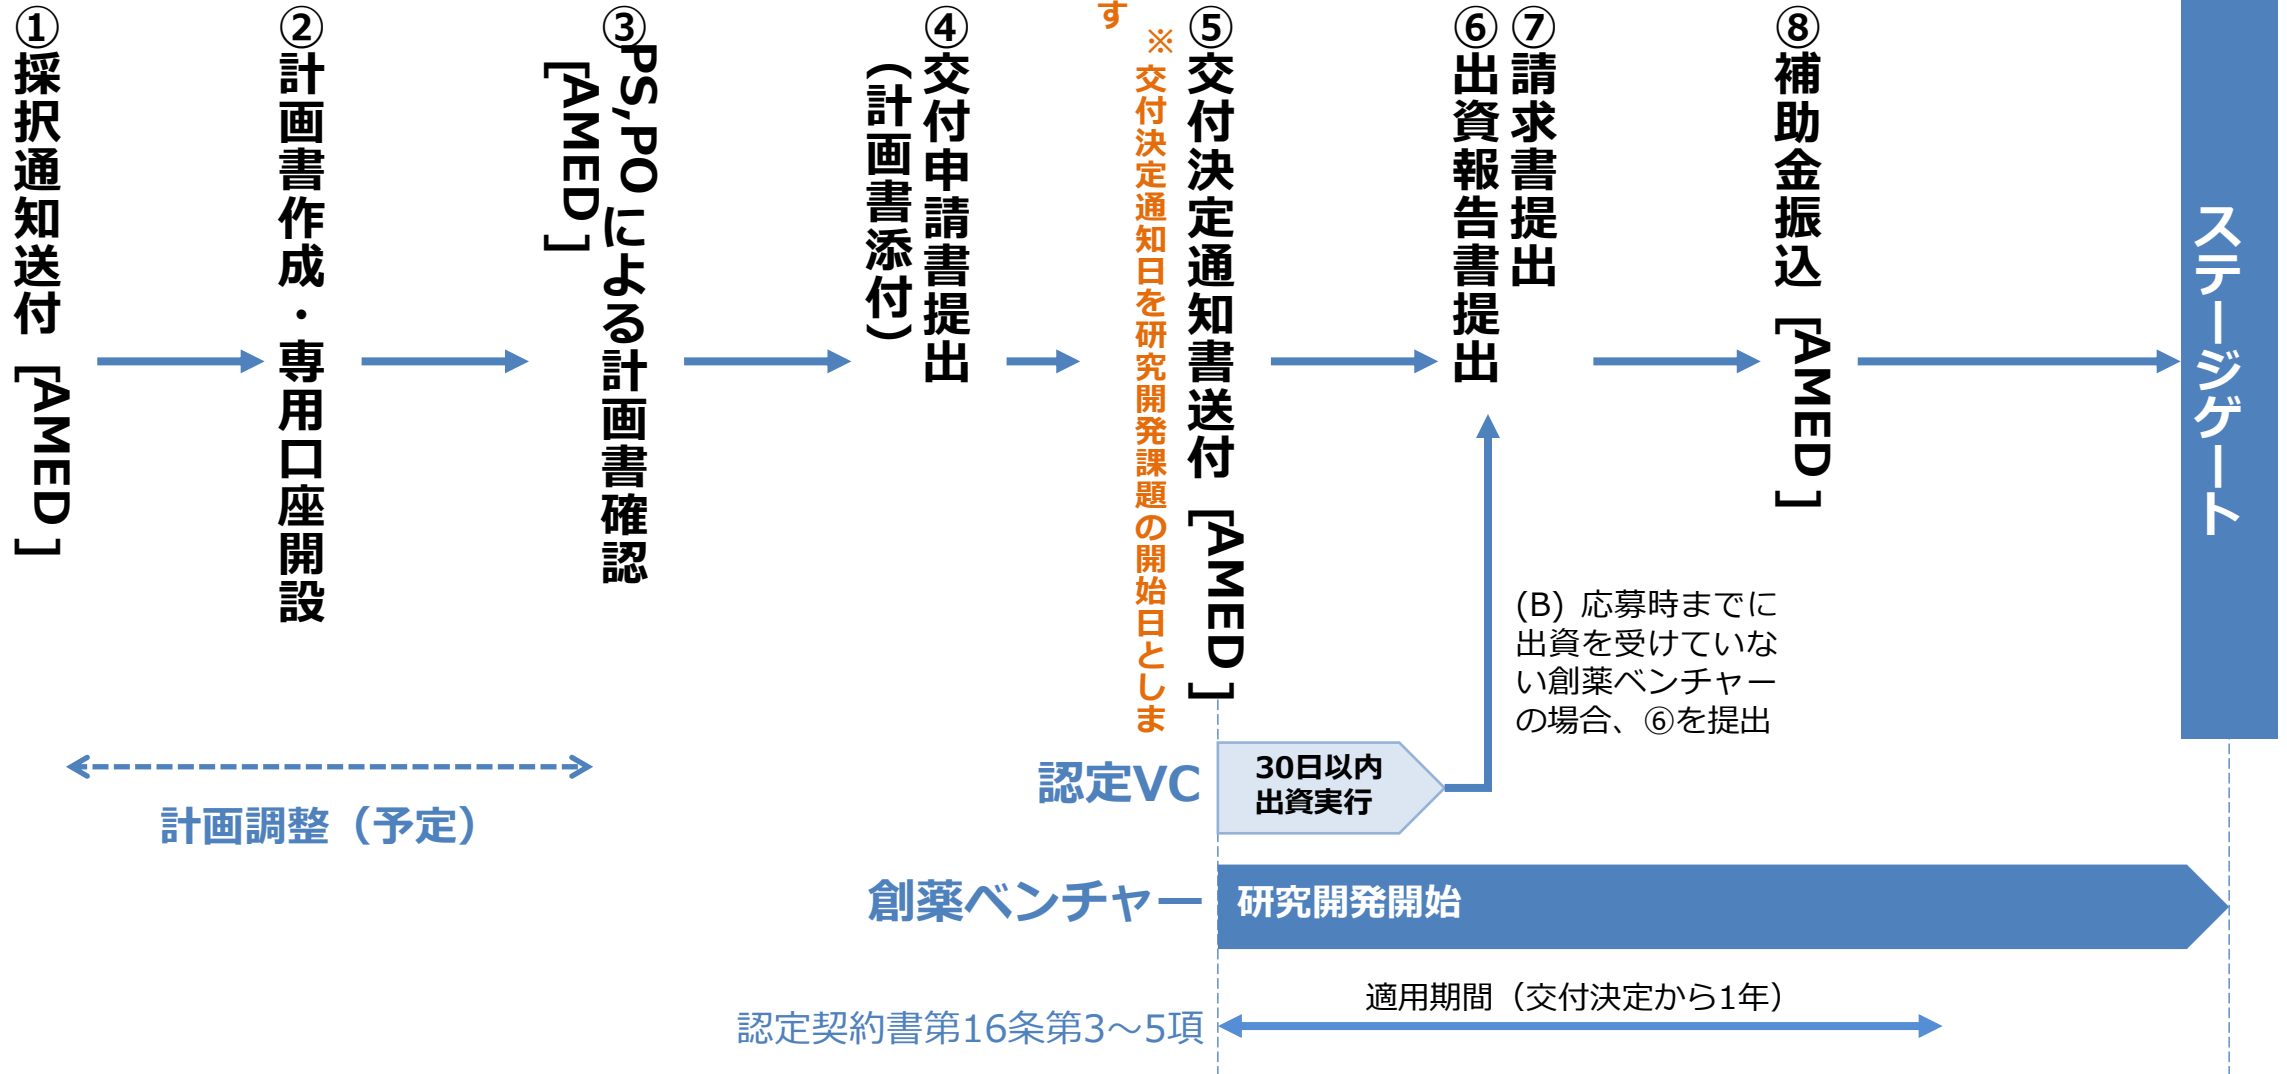 ①採択通知送付 [AMED]
②計画書作成・専用口座開設
③PS,POによる計画書確認
[AMED]
④交付申請書提出
（計画書添付）
⑤交付決定通知書送付 [AMED]
※交付決定通知日を研究開発課題の開始日としま
す
⑦請求書提出
⑥出資報告書提出
⑧補助金振込 [AMED]
ステージゲート
(B) 応募時までに
出資を受けていな
い創薬ベンチャー
の場合、⑥を提出
計画調整（予定）
認定VC
30日以内
出資実行
創薬ベンチャー
研究開発開始
適用期間（交付決定から1年）
認定契約書第16条第3～5項